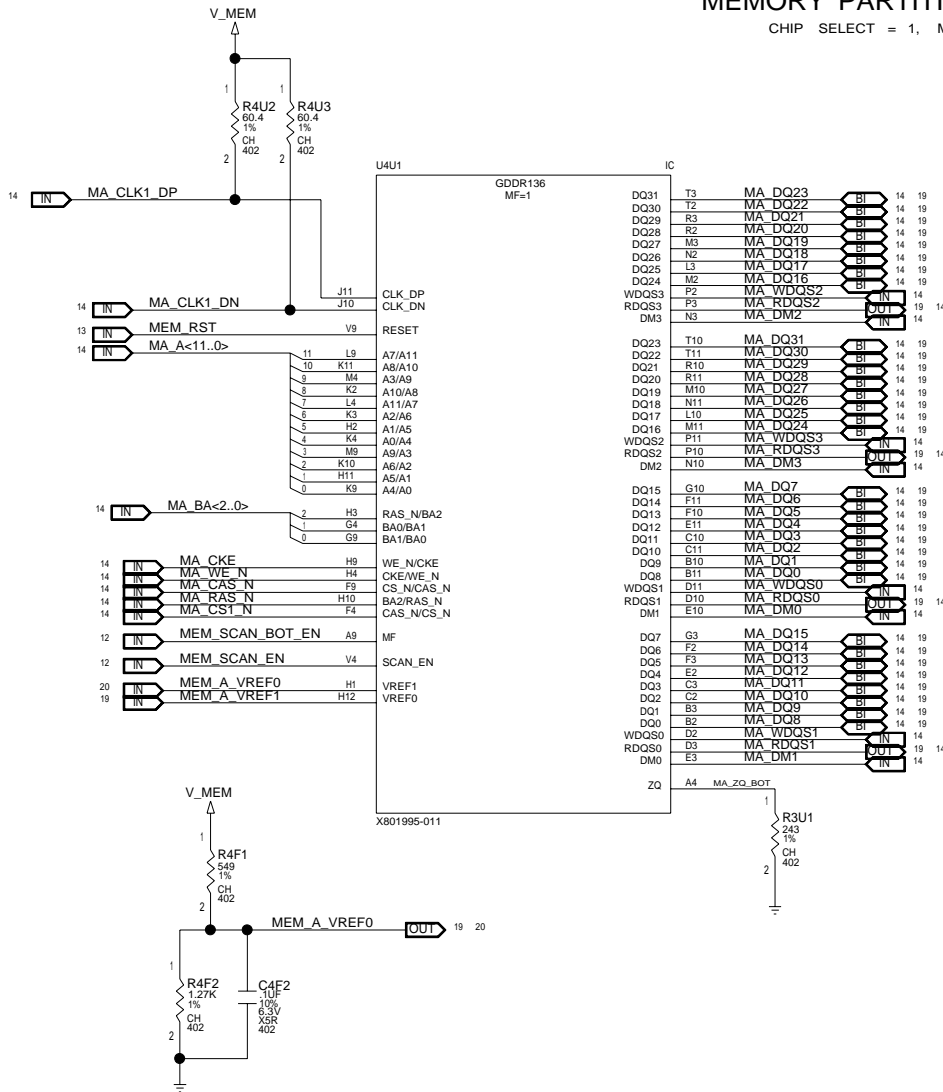 MEMORY PARTITI
CHIP SELECT = 1, M
V_MEM
1 1
R4U2 R4U3
60.4 60.4
1% 1%
CH CH
402 402
2 2
U4U1 IC
GDDR136
MF=1
14 IN MA_CLK1_DP
J11 CLK_DP
14 IN MA_CLK1_DN J10 CLK_DN
13 IN MEM_RST V9 RESET
14 IN MA_A<11..0>
11 L9 A7/A11
10 K11 A8/A10
9 M4 A3/A9
8 K2 A10/A8
7 L4 A11/A7
6 K3 A2/A6
5 H2 A1/A5
4 K4 A0/A4
3 M9 A9/A3
2 K10 A6/A2
1 H11 A5/A1
0 K9 A4/A0
14 IN MA_BA<2..0>
2 H3 RAS_N/BA2
1 G4 BA0/BA1
0 G9 BA1/BA0
14 IN MA_CKE H9 WE_N/CKE
14 IN MA_WE_N H4 CKE/WE_N
14 IN MA_CAS_N F9 CS_N/CAS_N
14 IN MA_RAS_N H10 BA2/RAS_N
14 IN MA_CS1_N F4 CAS_N/CS_N
12 IN MEM_SCAN_BOT_EN A9 MF
12 IN MEM_SCAN_EN V4 SCAN_EN
20 IN MEM_A_VREF0 H1 VREF1
19 IN MEM_A_VREF1 H12 VREF0
DQ31 T3 MA_DQ23 BI 14 19
DQ30 T2 MA_DQ22 BI 14 19
DQ29 R3 MA_DQ21 BI 14 19
DQ28 R2 MA_DQ20 BI 14 19
DQ27 M3 MA_DQ19 BI 14 19
DQ26 N2 MA_DQ18 BI 14 19
DQ25 L3 MA_DQ17 BI 14 19
DQ24 M2 MA_DQ16 BI 14 19
WDQS3 P2 MA_WDQS2 IN 14
RDQS3 P3 MA_RDQS2 OUT 19 14
DM3 N3 MA_DM2 IN 14
DQ23 T10 MA_DQ31 BI 14 19
DQ22 T11 MA_DQ30 BI 14 19
DQ21 R10 MA_DQ29 BI 14 19
DQ20 R11 MA_DQ28 BI 14 19
DQ19 M10 MA_DQ27 BI 14 19
DQ18 N11 MA_DQ26 BI 14 19
DQ17 L10 MA_DQ25 BI 14 19
DQ16 M11 MA_DQ24 BI 14 19
WDQS2 P11 MA_WDQS3 IN 14
RDQS2 P10 MA_RDQS3 OUT 19 14
DM2 N10 MA_DM3 IN 14
DQ15 G10 MA_DQ7 BI 14 19
DQ14 F11 MA_DQ6 BI 14 19
DQ13 F10 MA_DQ5 BI 14 19
DQ12 E11 MA_DQ4 BI 14 19
DQ11 C10 MA_DQ3 BI 14 19
DQ10 C11 MA_DQ2 BI 14 19
DQ9 B10 MA_DQ1 BI 14 19
DQ8 B11 MA_DQ0 BI 14 19
WDQS1 D11 MA_WDQS0 IN 14
RDQS1 D10 MA_RDQS0 OUT 19 14
DM1 E10 MA_DM0 IN 14
DQ7 G3 MA_DQ15 BI 14 19
DQ6 F2 MA_DQ14 BI 14 19
DQ5 F3 MA_DQ13 BI 14 19
DQ4 E2 MA_DQ12 BI 14 19
DQ3 C3 MA_DQ11 BI 14 19
DQ2 C2 MA_DQ10 BI 14 19
DQ1 B3 MA_DQ9 BI 14 19
DQ0 B2 MA_DQ8 BI 14 19
WDQS0 D2 MA_WDQS1 IN 14
RDQS0 D3 MA_RDQS1 OUT 19 14
DM0 E3 MA_DM1 IN 14
ZQ A4 MA_ZQ_BOT
X801995-011
1
R3U1
243
1%
CH
402
2
V_MEM
1
R4F1
549
1%
CH
402
2
MEM_A_VREF0 OUT 19 20
1
R4F2
1.27K
1%
CH
402
2
C4F2
.1UF
10%
6.3V
X5R
402